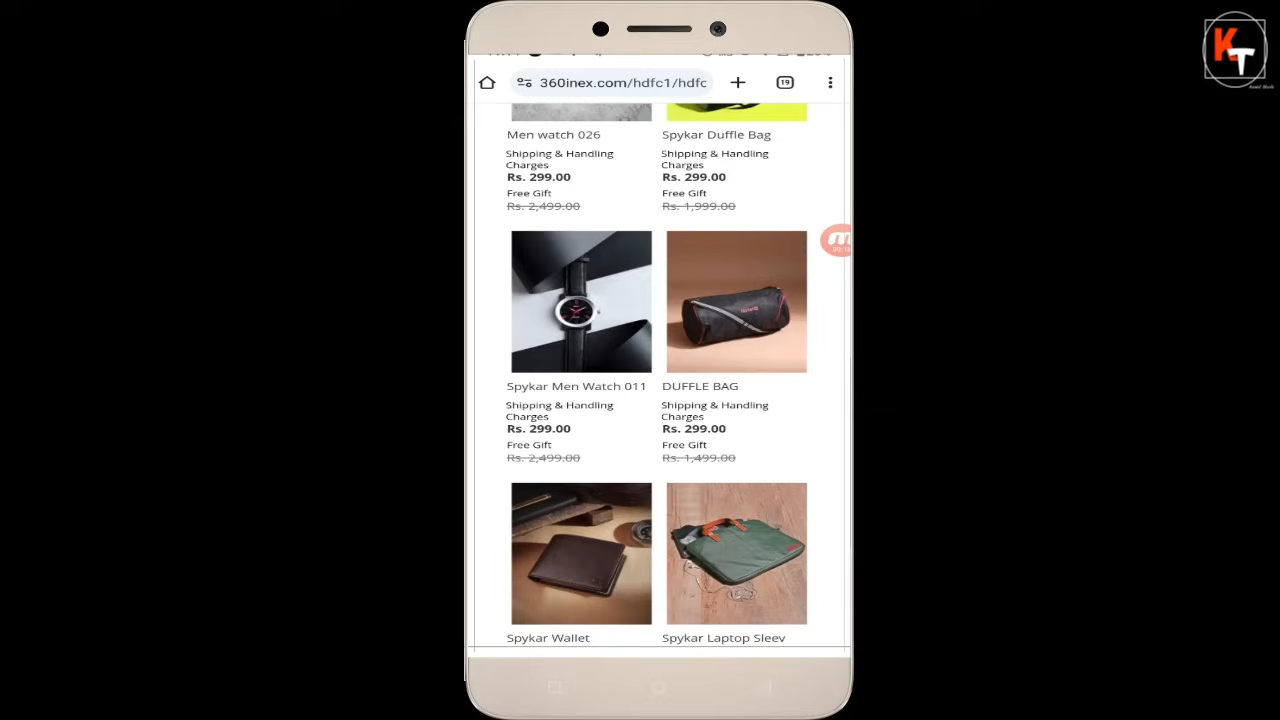 360inex.com/hdfc1/hdfc
19
Men watch 026
Spykar Duffle Bag
Shipping & Handling
Charges
Rs. 299.00
Free Gift
Rs. 2,499.00
Shipping & Handling
Charges
Rs. 299.00
Free Gift
Rs. 1,999.00
Spykar Men Watch 011
DUFFLE BAG
Shipping & Handling
Charges
Rs. 299.00
Free Gift
Rs. 2,499.00
Shipping & Handling
Charges
Rs. 299.00
Free Gift
Rs. 1,499.00
Spykar Wallet
Spykar Laptop Sleev
KT